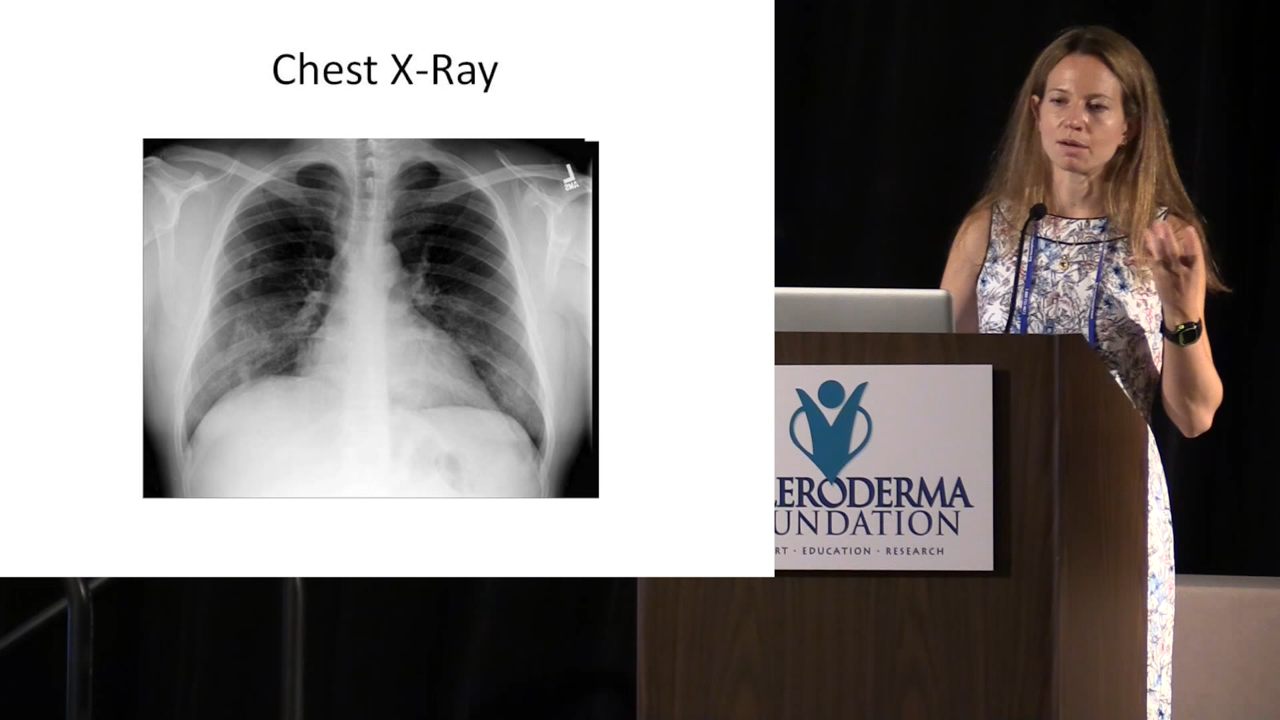 Chest X-Ray
L
ERODERMA
UNDATION
RT · EDUCATION · RESEARCH